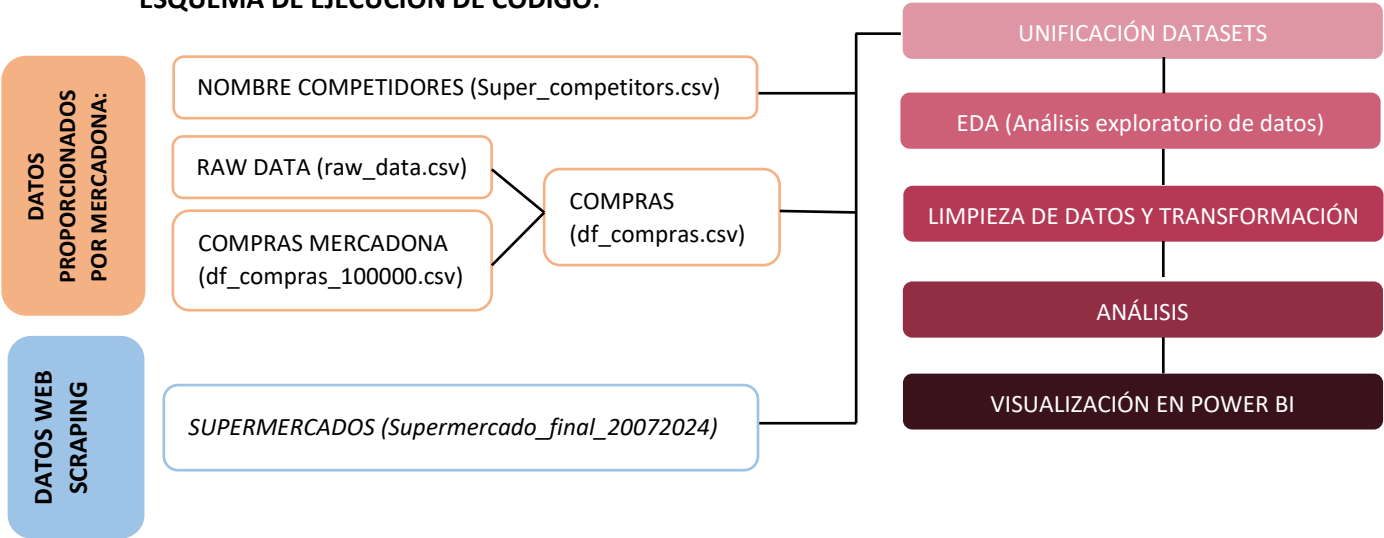 ESQUEMA DE EJECUCIÓN DE CÓDIGO:
DATOS
PROPORCIONADOS
POR MERCADONA:
NOMBRE COMPETIDORES (Super_competitors.csv)
RAW DATA (raw_data.csv)
COMPRAS MERCADONA
(df_compras_100000.csv)
COMPRAS
(df_compras.csv)
DATOS WEB
SCRAPING
SUPERMERCADOS (Supermercado_final_20072024)
UNIFICACIÓN DATASETS
EDA (Análisis exploratorio de datos)
LIMPIEZA DE DATOS Y TRANSFORMACIÓN
ANÁLISIS
VISUALIZACIÓN EN POWER BI